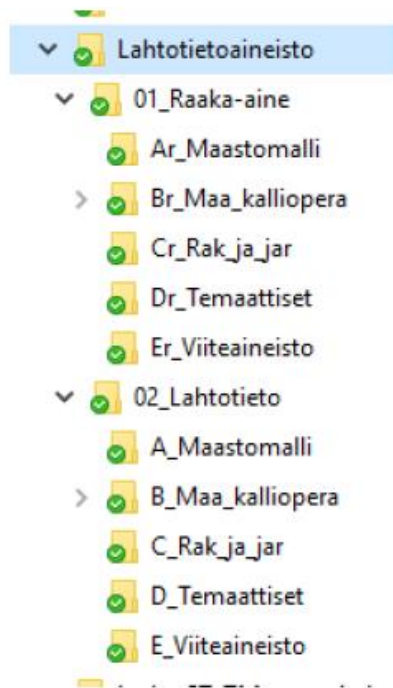 Lahtotietoaineisto
01_Raaka-aine
Ar_Maastomalli
Br_Maa_kalliopera
Cr_Rak_ja_jar
Dr_Temaattiset
Er_Viiteaineisto
02_Lahtotieto
A_Maastomalli
B_Maa_kalliopera
C_Rak_ja_jar
D_Temaattiset
E_Viiteaineisto